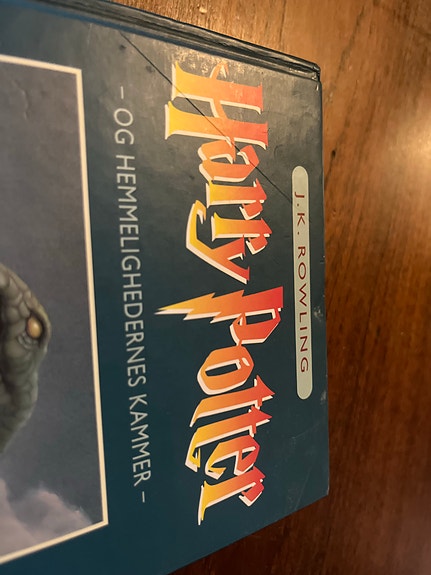 J.K. ROWLING
Harry Potter
- OG HEMMELIGHEDERNES KAMMER -